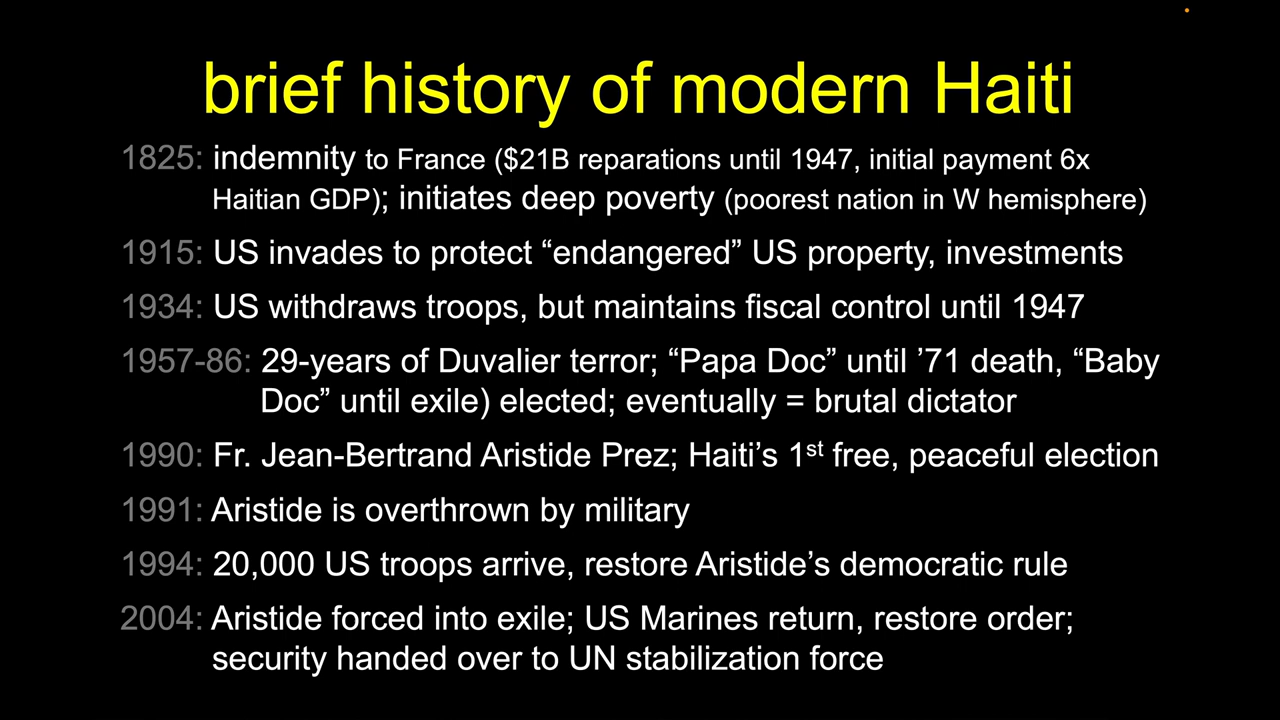 brief history of modern Haiti
1825: indemnity to France ($21B reparations until 1947, initial payment 6x
Haitian GDP); initiates deep poverty (poorest nation in W hemisphere)
1915: US invades to protect “endangered” US property, investments
1934: US withdraws troops, but maintains fiscal control until 1947
1957-86: 29-years of Duvalier terror; “Papa Doc” until ’71 death, “Baby
Doc” until exile) elected; eventually = brutal dictator
1990: Fr. Jean-Bertrand Aristide Prez; Haiti’s 1st free, peaceful election
1991: Aristide is overthrown by military
1994: 20,000 US troops arrive, restore Aristide’s democratic rule
2004: Aristide forced into exile; US Marines return, restore order;
security handed over to UN stabilization force